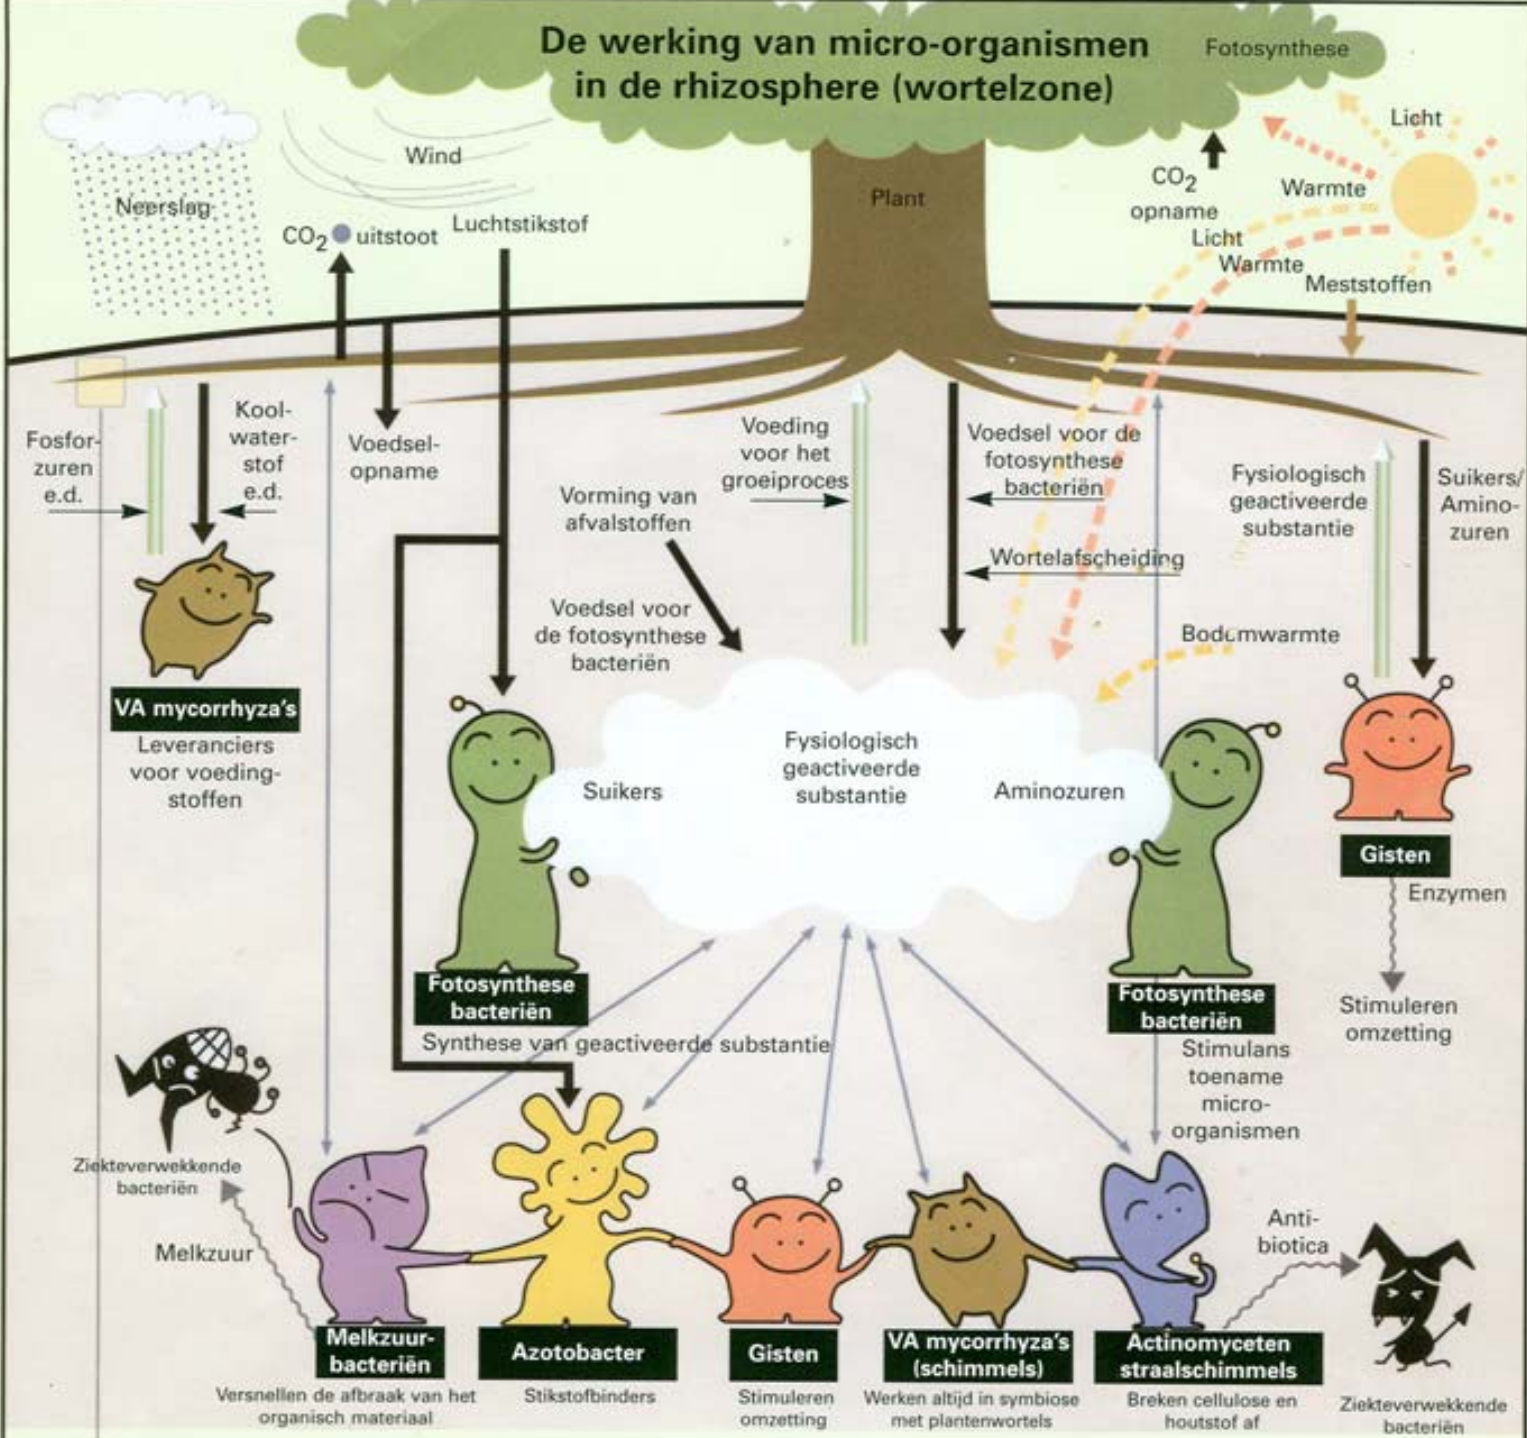 De werking van micro-organismen
in de rhizosphere (wortelzone)
Fotosynthese
Licht
Wind
Neerslag
Plant
CO2
opname
Warmte
CO2 uitstoot
Luchtstikstof
Licht
Warmte
Meststoffen
Fosfor-
zuren
e.d.
Kool-
water-
stof
e.d.
Voedsel-
opname
Vorming van
afvalstoffen
Voeding
voor het
groeiproces
Voedsel voor de
fotosynthese
bacteriën
Wortelafscheiding
Fysiologisch
geactiveerde
substantie
Suikers/
Amino-
zuren
Voedsel voor
de fotosynthese
bacteriën
Bodemwarmte
VA mycorrhyza's
Leveranciers
voor voeding-
stoffen
Suikers
Fysiologisch
geactiveerde
substantie
Aminozuren
Gisten
Enzymen
Stimuleren
omzetting
Fotosynthese
bacteriën
Synthese van geactiveerde substantie
Fotosynthese
bacteriën
Stimulans
toename
micro-
organismen
Ziekteverwekkende
bacteriën
Melkzuur
Anti-
biotica
Melkzuur-
bacteriën
Versnellen de afbraak van het
organisch materiaal
Azotobacter
Stikstofbinders
Gisten
Stimuleren
omzetting
VA mycorrhyza's
(schimmels)
Werken altijd in symbiose
met plantenwortels
Actinomyceten
straalschimmels
Breken cellulose en
houtstof af
Ziekteverwekkende
bacteriën